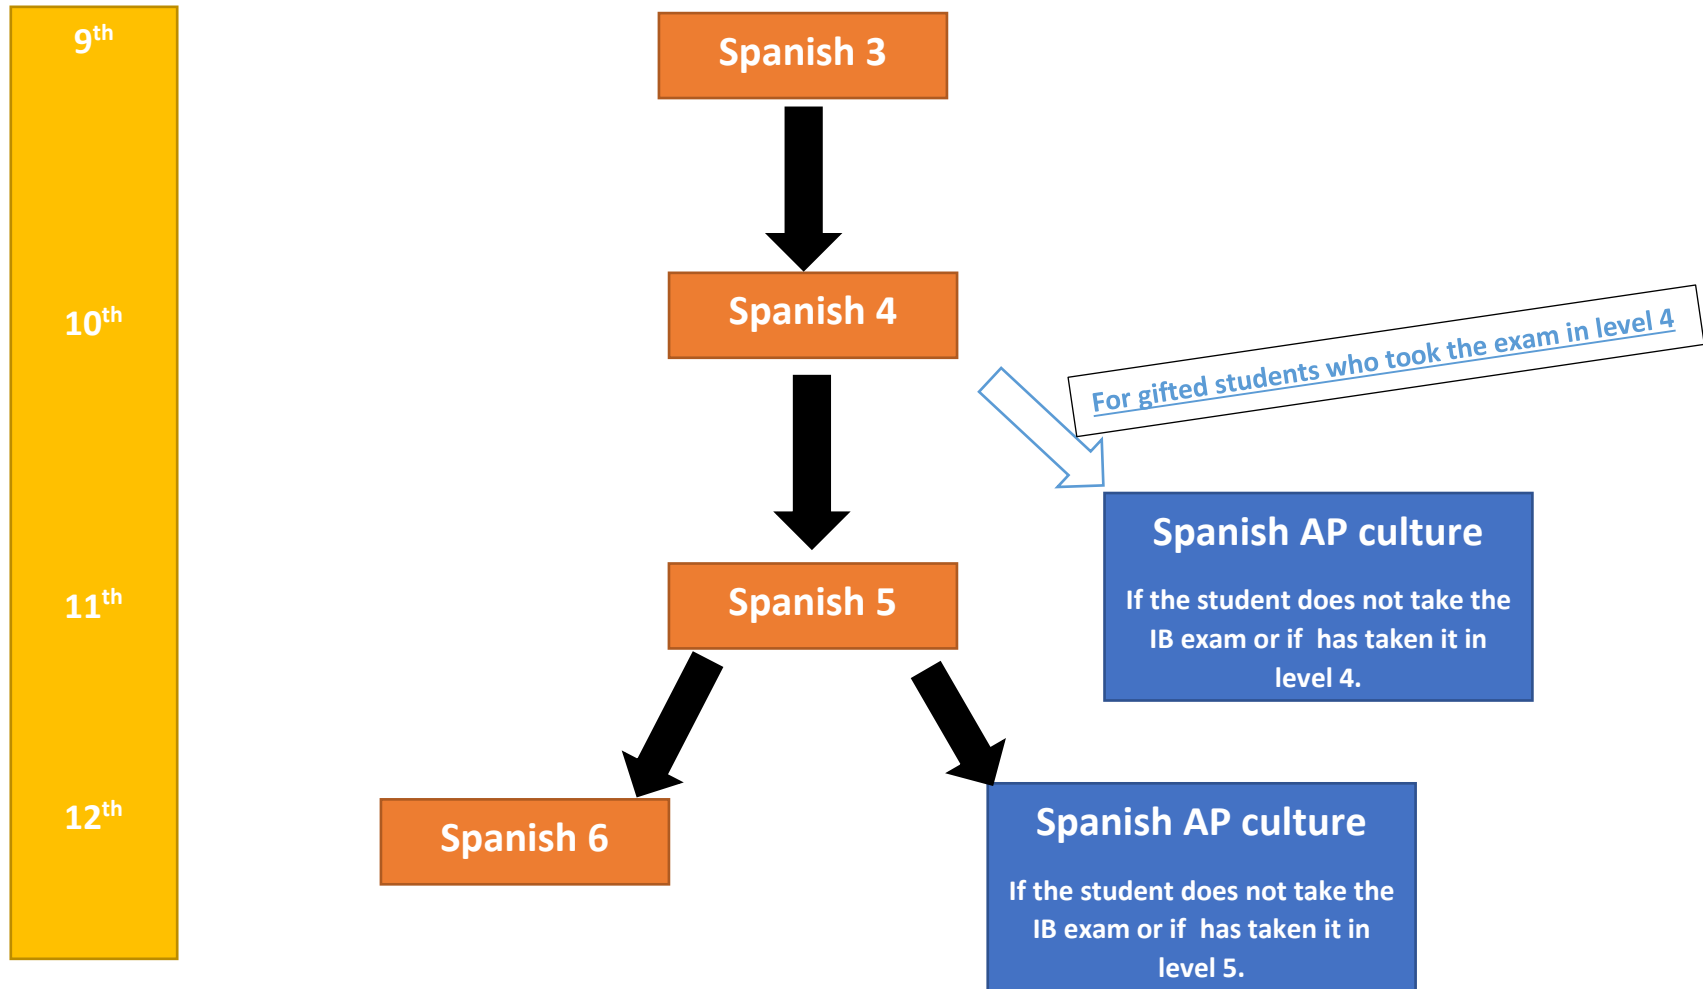 9th
Spanish 3
10th
Spanish 4
For gifted students who took the exam in level 4
Spanish AP culture
If the student does not take the
IB exam or if  has taken it in
level 4.
11th
Spanish 5
12th
Spanish 6
Spanish AP culture
If the student does not take the
IB exam or if  has taken it in
level 5.